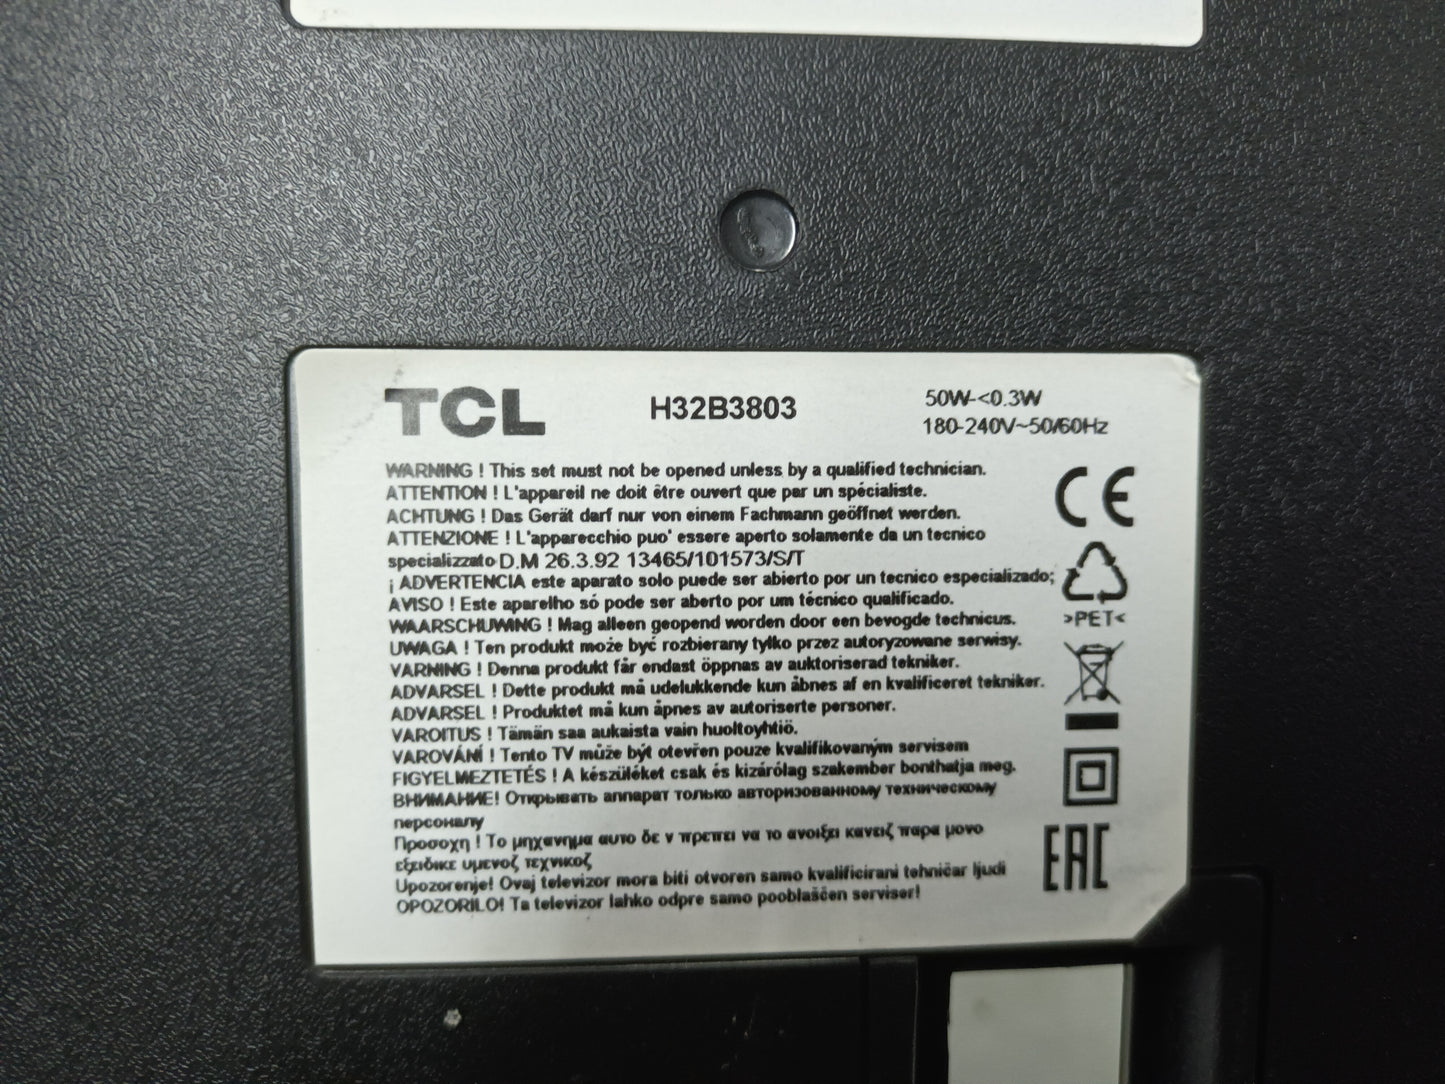 TCL
H32B3803
50W-<0.3W
180-240V~50/60Hz
WARNING ! This set must not be opened unless by a qualified technician.
ATTENTION ! L'appareil ne doit être ouvert que par un spécialiste.
ACHTUNG ! Das Gerät darf nur von einem Fachmann geöffnet werden.
ATTENZIONE ! L'apparecchio puo' essere aperto solamente da un tecnico
specializzato D.M 26.3.92 13465/101573/S/T
¡ ADVERTENCIA este aparato solo puede ser abierto por un tecnico especializado;
AVISO ! Este aparelho só pode ser aberto por um técnico qualificado.
WAARSCHUWING ! Mag alleen geopend worden door een bevogde technicus.
UWAGA ! Ten produkt może być rozbierany tylko przez autoryzowane serwisy.
VARNING ! Denna produkt får endast öppnas av auktoriserad tekniker.
ADVARSEL ! Dette produkt må udelukkende kun åbnes af en kvalificeret tekniker.
ADVARSEL ! Produktet må kun åpnes av autoriserte personer.
VAROITUS ! Tämän saa aukaista vain huoltoyhtiö.
VAROVÁNÍ ! Tento TV může být otevřen pouze kvalifikovaným servisem
FIGYELMEZTETÉS ! A készüléket csak és kizárólag szakember bonthatja meg.
ВНИМАНИЕ! Открывать аппарат только авторизованному техническому
персоналу
Προσοχη ! Το μηχανημα αυτο δε ν πρεπει να το ανοιξει κανειζ παρα μονο
εξειδικε υμενοζ τεχνικοζ
Upozorenje! Ovaj televizor mora biti otvoren samo kvalificirani tehničar ljudi
OPOZORILO! Ta televizor lahko odpre samo pooblaščen serviser!
CE
>PET<
EAC